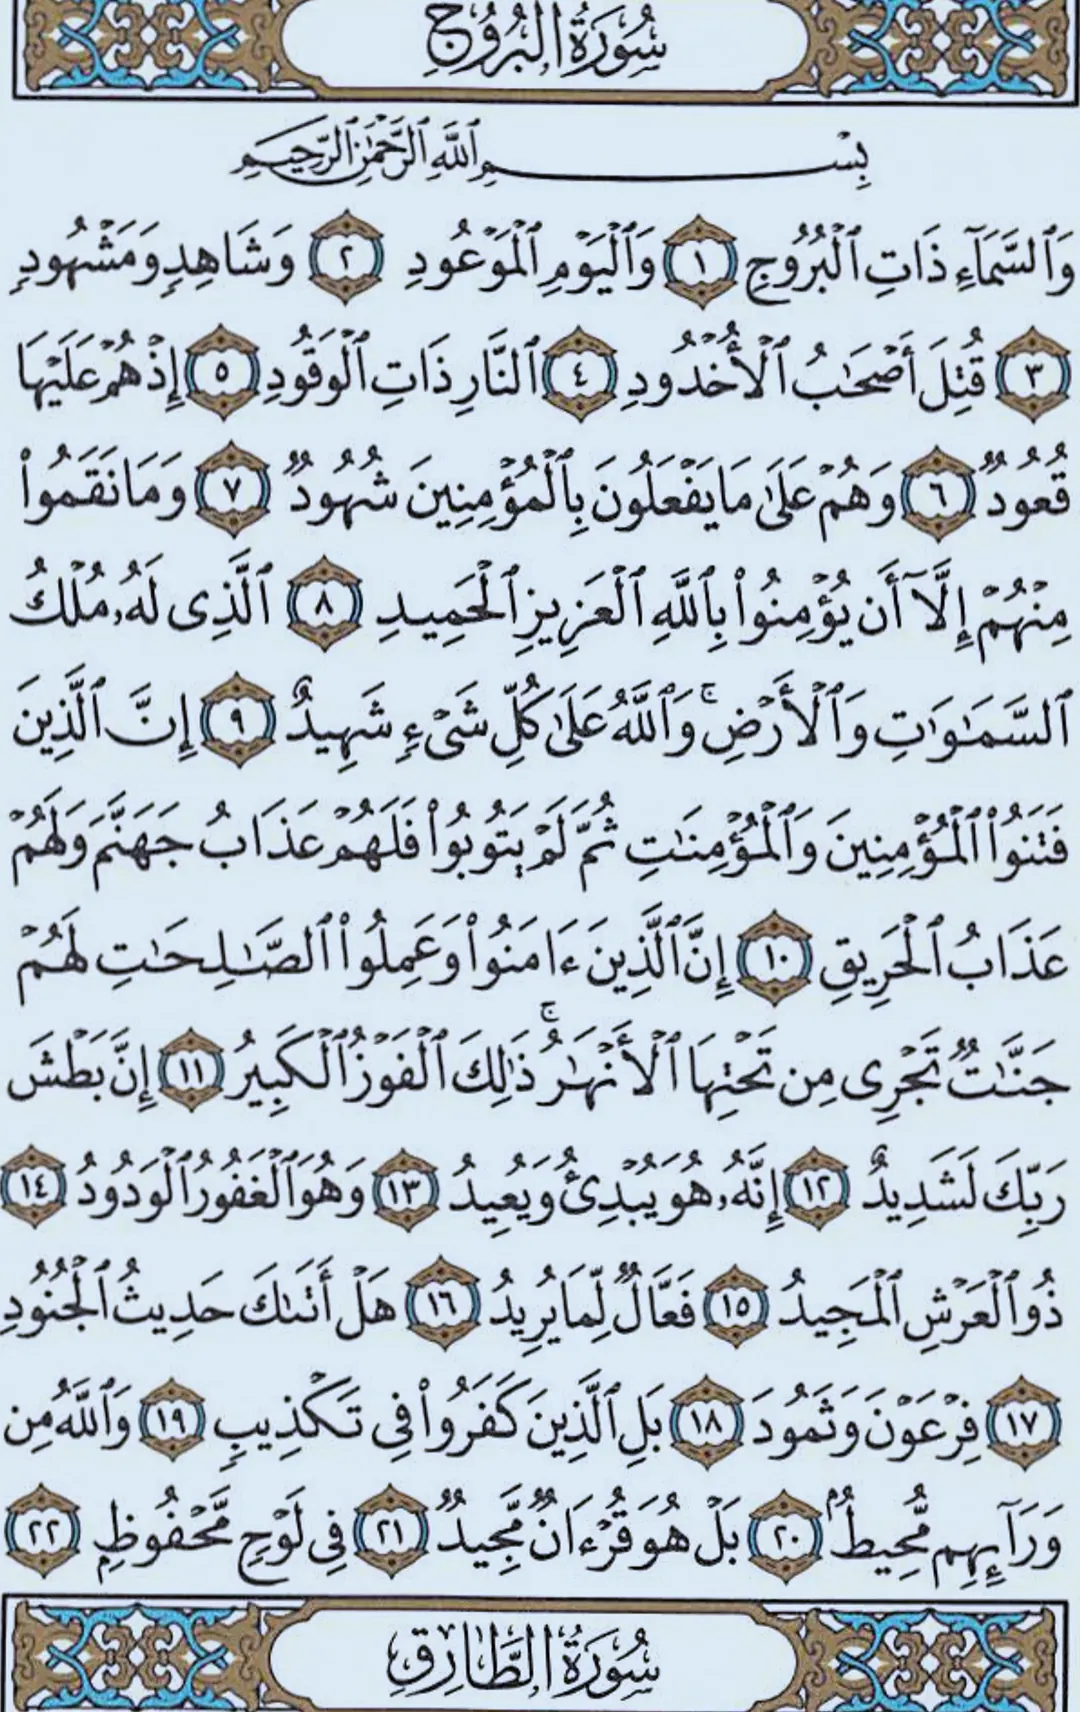 سُورَةُ الْبُرُوجِ
بِسْمِ ٱللَّهِ ٱلرَّحْمَٰنِ ٱلرَّحِيمِ
وَٱلسَّمَآءِ ذَاتِ ٱلْبُرُوجِ ١ وَٱلْيَوْمِ ٱلْمَوْعُودِ ٢ وَشَاهِدٍ وَمَشْهُودٍ
٣ قُتِلَ أَصْحَٰبُ ٱلْأُخْدُودِ ٤ ٱلنَّارِ ذَاتِ ٱلْوَقُودِ ٥ إِذْ هُمْ عَلَيْهَا
قُعُودٌ ٦ وَهُمْ عَلَىٰ مَا يَفْعَلُونَ بِٱلْمُؤْمِنِينَ شُهُودٌ ٧ وَمَا نَقَمُوا۟
مِنْهُمْ إِلَّآ أَن يُؤْمِنُوا۟ بِٱللَّهِ ٱلْعَزِيزِ ٱلْحَمِيدِ ٨ ٱلَّذِى لَهُۥ مُلْكُ
ٱلسَّمَٰوَٰتِ وَٱلْأَرْضِ ۚ وَٱللَّهُ عَلَىٰ كُلِّ شَىْءٍ شَهِيدٌ ٩ إِنَّ ٱلَّذِينَ
فَتَنُوا۟ ٱلْمُؤْمِنِينَ وَٱلْمُؤْمِنَٰتِ ثُمَّ لَمْ يَتُوبُوا۟ فَلَهُمْ عَذَابُ جَهَنَّمَ وَلَهُمْ
عَذَابُ ٱلْحَرِيقِ ١٠ إِنَّ ٱلَّذِينَ ءَامَنُوا۟ وَعَمِلُوا۟ ٱلصَّٰلِحَٰتِ لَهُمْ
جَنَّٰتٌ تَجْرِى مِن تَحْتِهَا ٱلْأَنْهَٰرُ ۚ ذَٰلِكَ ٱلْفَوْزُ ٱلْكَبِيرُ ١١ إِنَّ بَطْشَ
رَبِّكَ لَشَدِيدٌ ١٢ إِنَّهُۥ هُوَ يُبْدِئُ وَيُعِيدُ ١٣ وَهُوَ ٱلْغَفُورُ ٱلْوَدُودُ ١٤
ذُو ٱلْعَرْشِ ٱلْمَجِيدُ ١٥ فَعَّالٌ لِّمَا يُرِيدُ ١٦ هَلْ أَتَىٰكَ حَدِيثُ ٱلْجُنُودِ
١٧ فِرْعَوْنَ وَثَمُودَ ١٨ بَلِ ٱلَّذِينَ كَفَرُوا۟ فِى تَكْذِيبٍ ١٩ وَٱللَّهُ مِن
وَرَآئِهِم مُّحِيطٌۢ ٢٠ بَلْ هُوَ قُرْءَانٌ مَّجِيدٌ ٢١ فِى لَوْحٍ مَّحْفُوظٍۭ ٢٢
سُورَةُ الطَّارِقِ